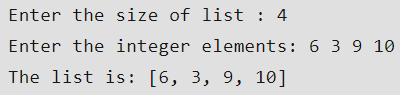 Enter the size of list : 4
Enter the integer elements: 6 3 9 10
The list is: [6, 3, 9, 10]